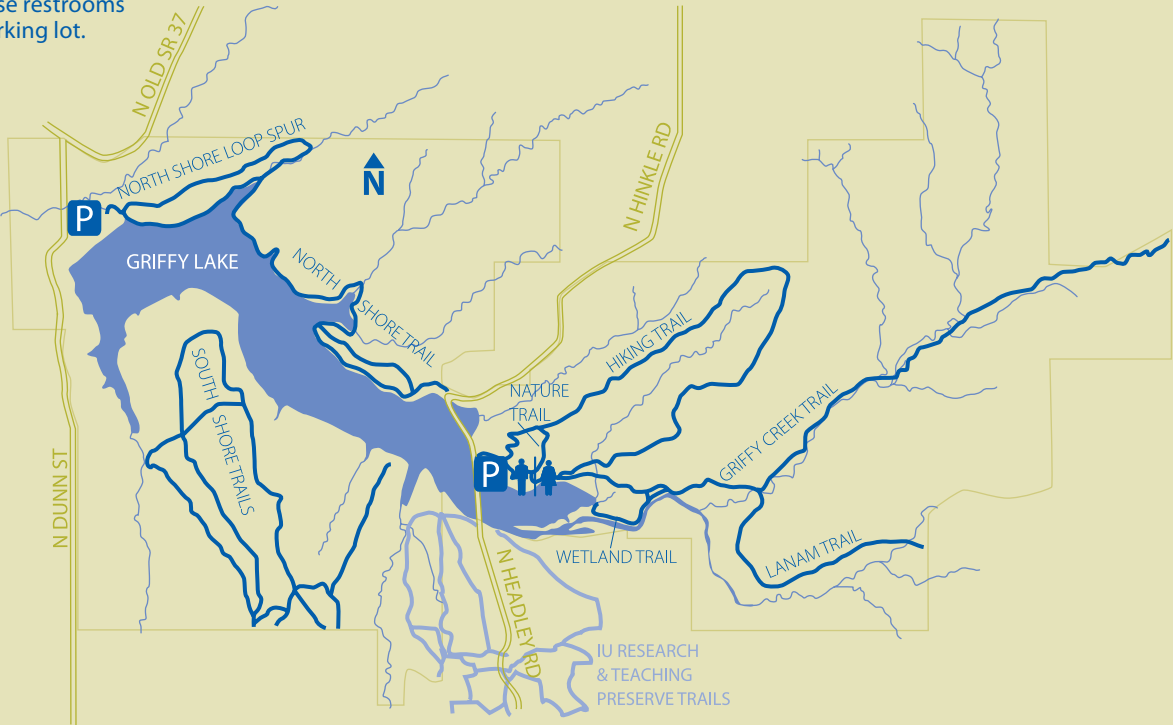 se restrooms
rking lot.
N OLD SR 37
NORTH SHORE LOOP SPUR
N
P
GRIFFY LAKE
N HINKLE RD
NORTH
SHORE TRAIL
SOUTH
SHORE TRAILS
HIKING TRAIL
NATURE
TRAIL
P
GRIFFY CREEK TRAIL
N DUNN ST
WETLAND TRAIL
LANAM TRAIL
N HEADLEY RD
IU RESEARCH
& TEACHING
PRESERVE TRAILS